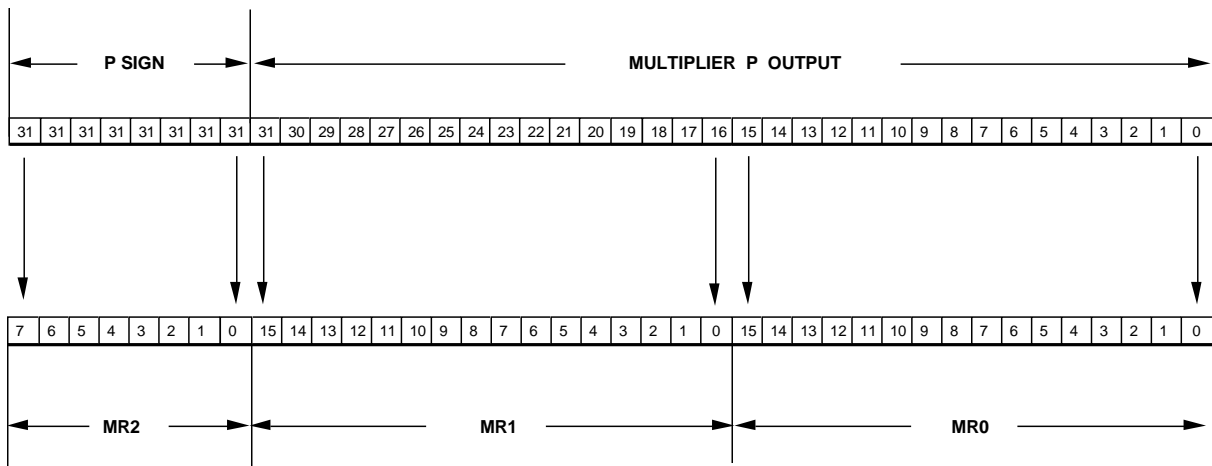 P SIGN MULTIPLIER P OUTPUT
31 31 31 31 31 31 31 31 31 30 29 28 27 26 25 24 23 22 21 20 19 18 17 16 15 14 13 12 11 10 9 8 7 6 5 4 3 2 1 0
7 6 5 4 3 2 1 0 15 14 13 12 11 10 9 8 7 6 5 4 3 2 1 0 15 14 13 12 11 10 9 8 7 6 5 4 3 2 1 0
MR2 MR1 MR0